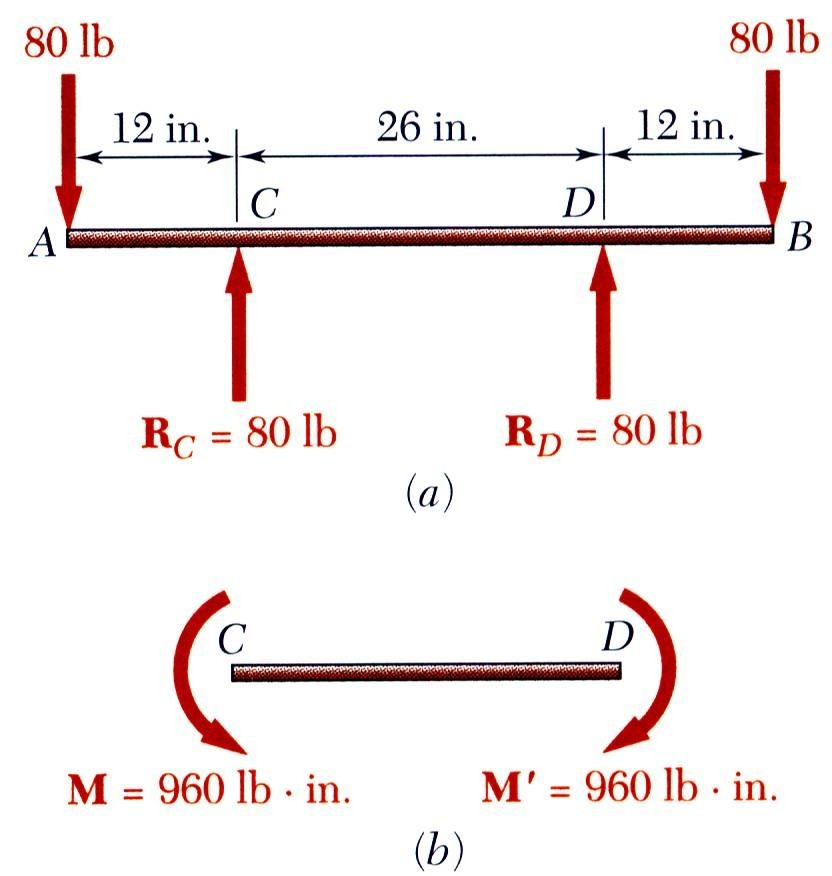 80 lb 80 lb
12 in. 26 in. 12 in.
C D
A B
R_C = 80 lb R_D = 80 lb
(a)
C D
M = 960 lb · in. M′ = 960 lb · in.
(b)